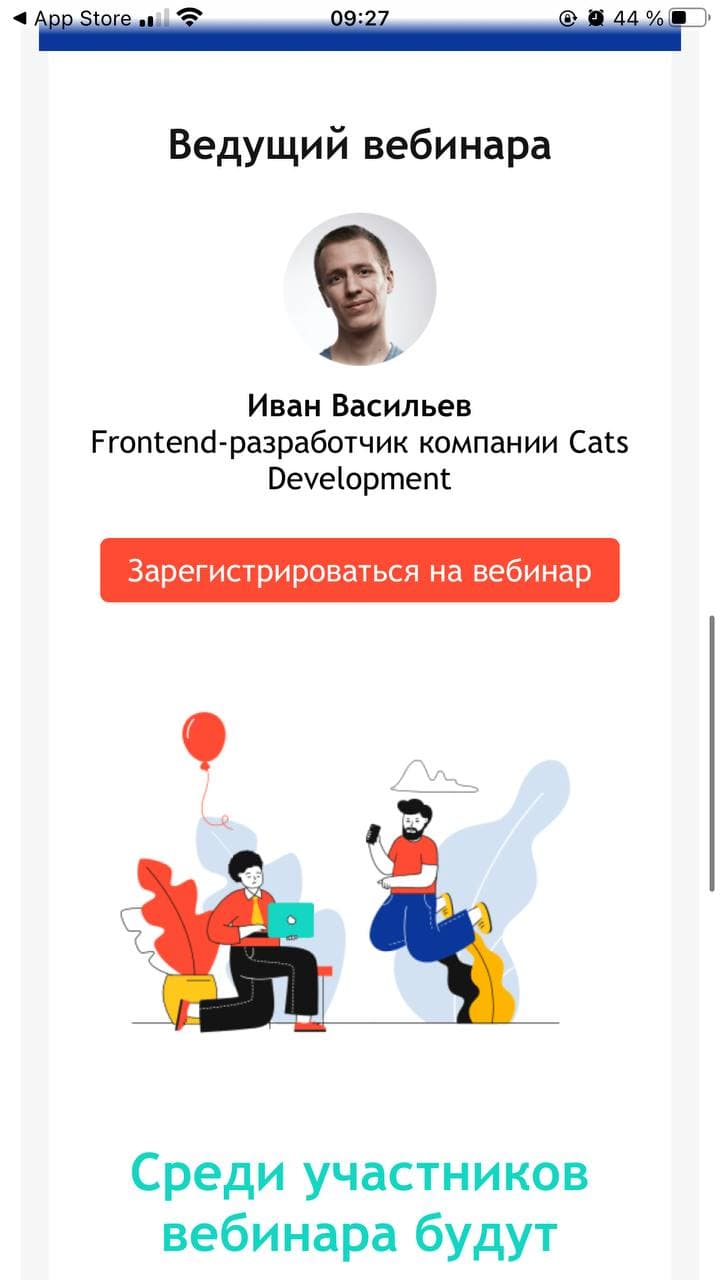 App Store 09:27 44 %
Ведущий вебинара
Иван Васильев
Frontend-разработчик компании Cats
Development
Зарегистрироваться на вебинар
Среди участников
вебинара будут